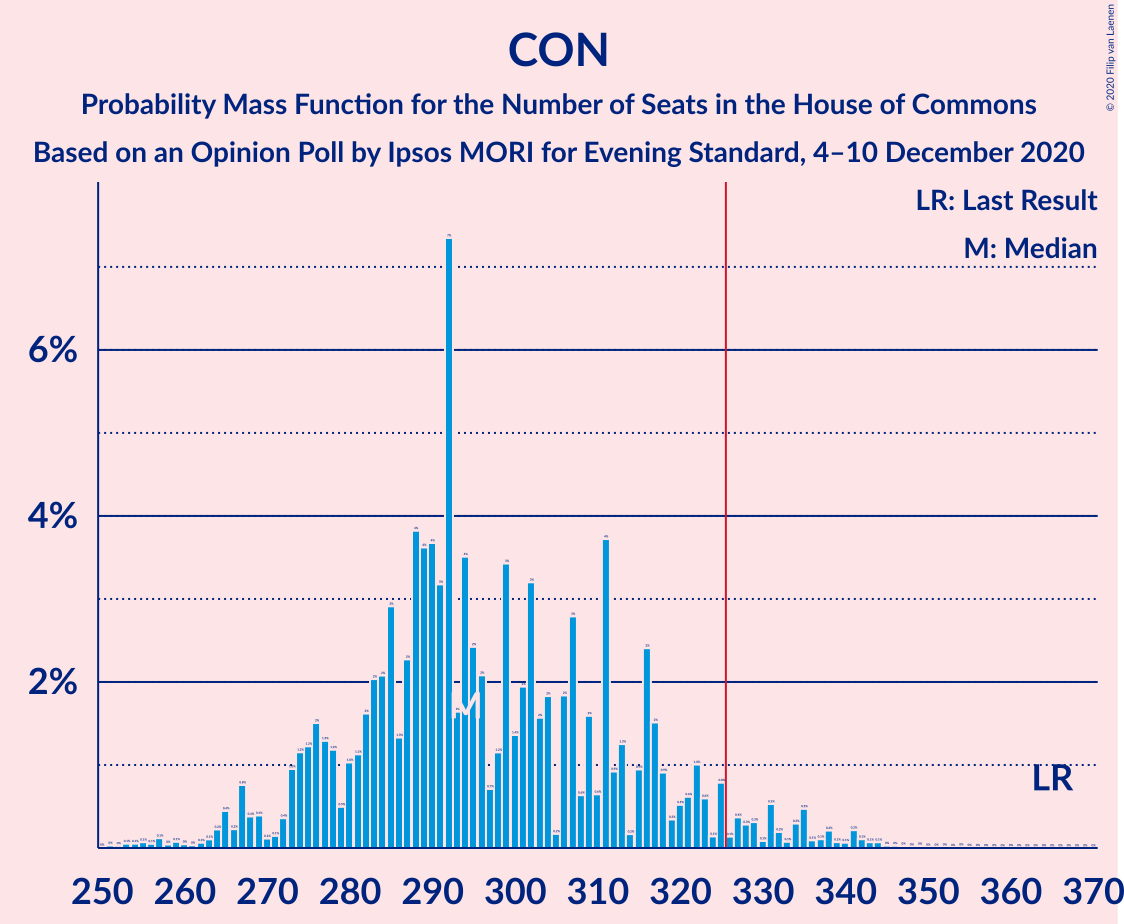 CON
Probability Mass Function for the Number of Seats in the House of Commons
Based on an Opinion Poll by Ipsos MORI for Evening Standard, 4–10 December 2020
© 2020 Filip van Laenen
LR: Last Result
M: Median
6%
4%
2%
M
LR
250 260 270 280 290 300 310 320 330 340 350 360 370